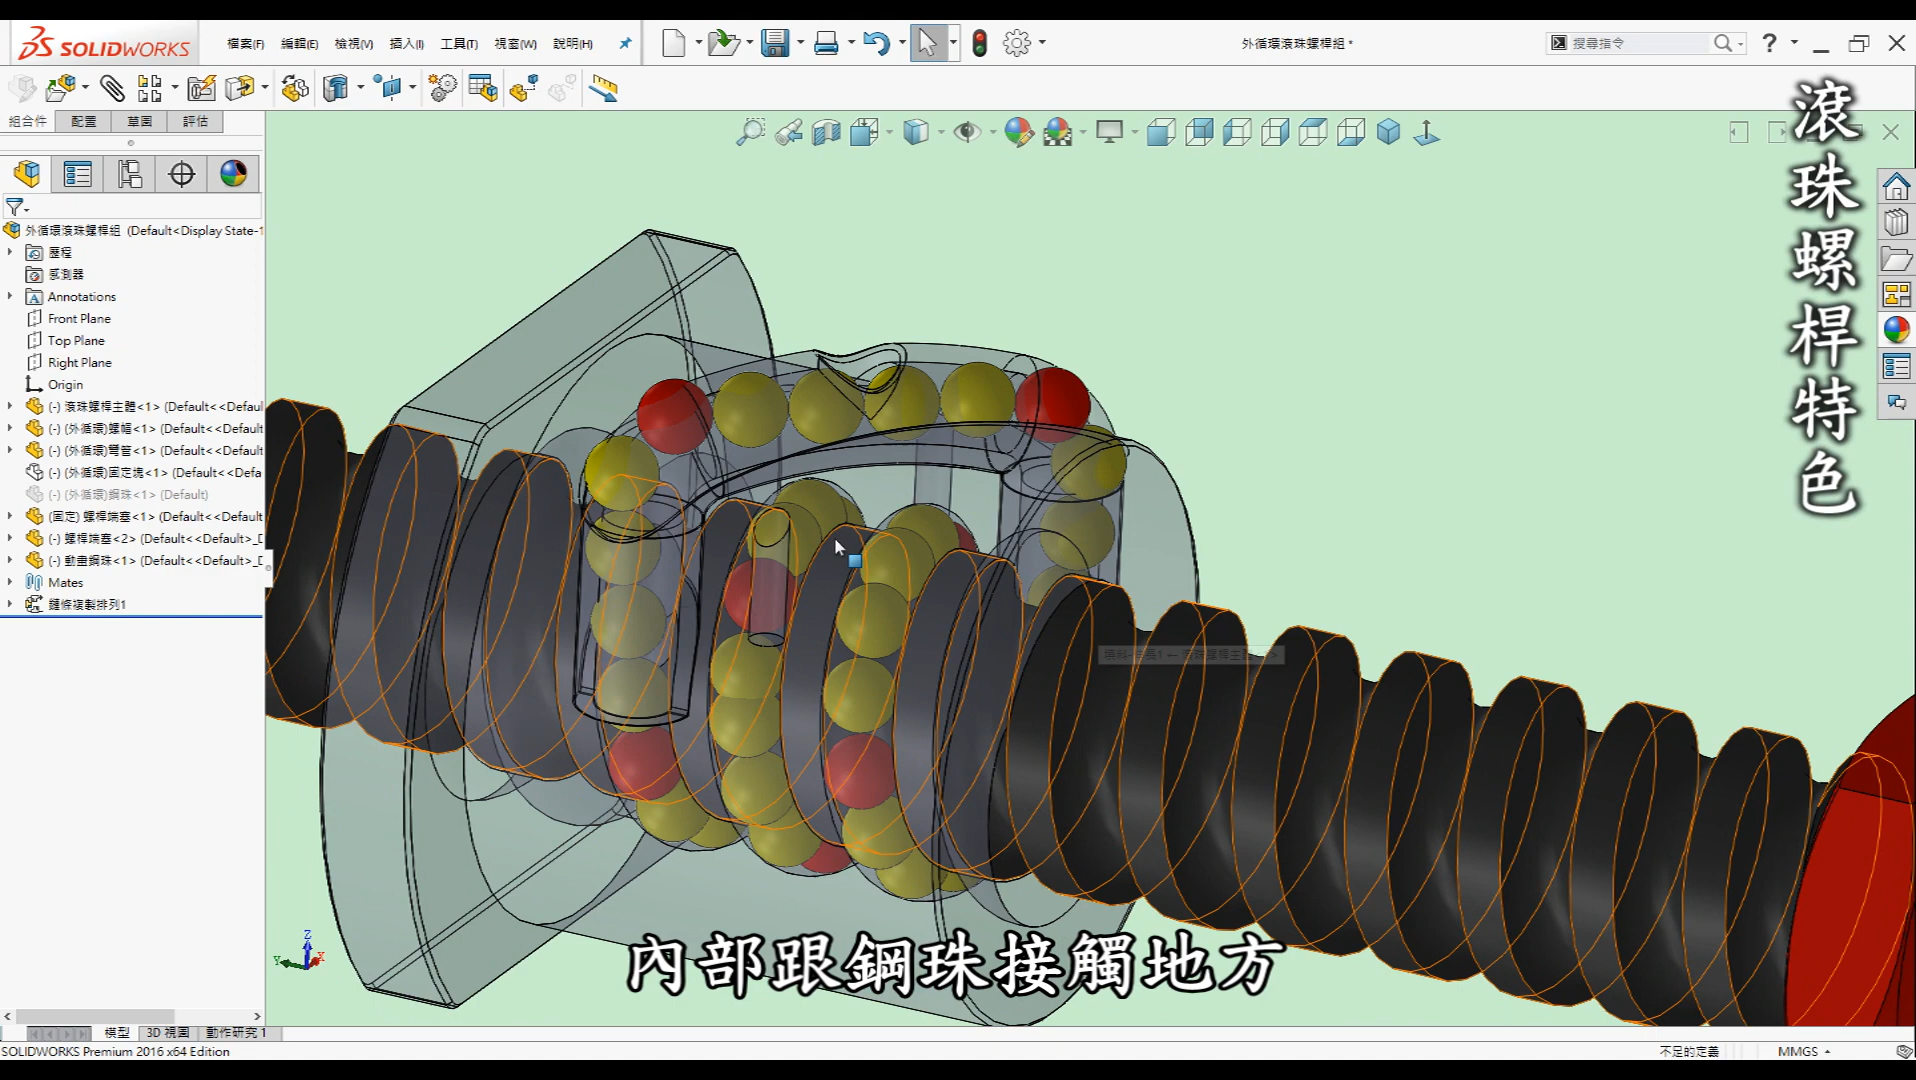 SOLIDWORKS
檔案(F) 編輯(E) 檢視(V) 插入(I) 工具(T) 視窗(W) 說明(H)
外循環滾珠螺桿組 *
搜尋指令
組合件 配置 草圖 評估
外循環滾珠螺桿組 (Default<Display State-1
歷程
感測器
Annotations
Front Plane
Top Plane
Right Plane
Origin
(-) 滾珠螺桿主體<1> (Default<<Defaul
(-) (外循環)螺帽<1> (Default<<Defaul
(-) (外循環)彎管<1> (Default<<Defaul
(-) (外循環)固定塊<1> (Default<<Defa
(-) (外循環)鋼珠<1> (Default)
(固定) 螺桿端塞<1> (Default<<Default
(-) 螺桿端塞<2> (Default<<Default>_D
(-) 動畫鋼珠<1> (Default<<Default>_D
Mates
鏈條複製排列1
滾珠螺桿特色
內部跟鋼珠接觸地方
Z
Y
X
模型 3D 視圖 動作研究 1
SOLIDWORKS Premium 2016 x64 Edition
不足的定義
MMGS